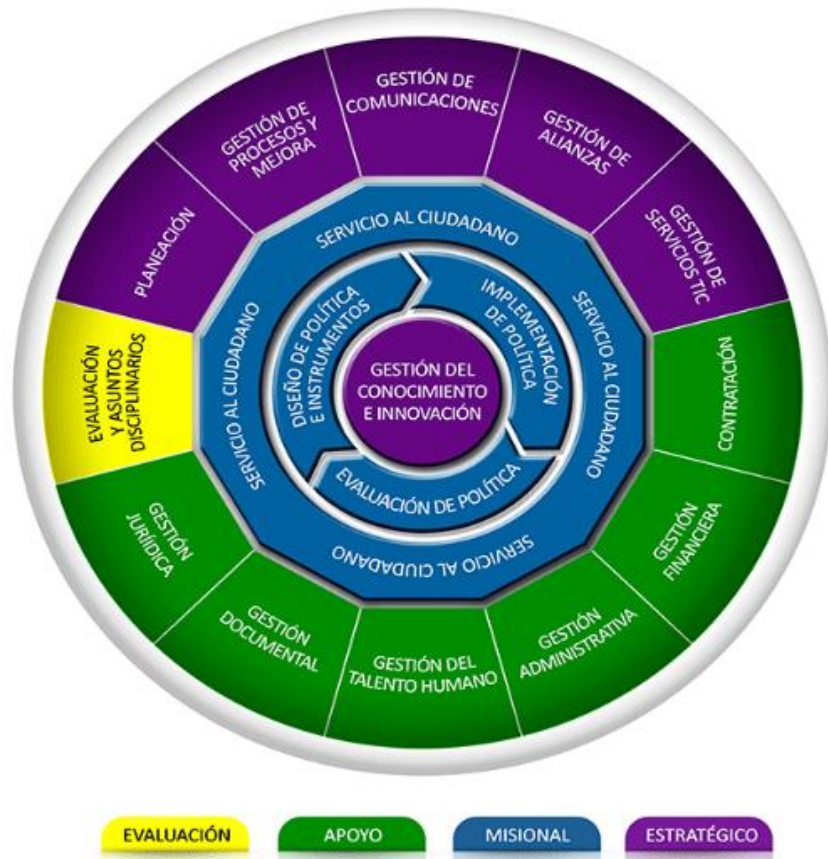 GESTIÓN DE
COMUNICACIONES
GESTIÓN DE
ALIANZAS
GESTIÓN DE
SERVICIOS TIC
CONTRATACIÓN
GESTIÓN
FINANCIERA
GESTIÓN
ADMINISTRATIVA
GESTIÓN DEL
TALENTO HUMANO
GESTIÓN
DOCUMENTAL
GESTIÓN
JURÍIDICA
EVALUACIÓN
Y ASUNTOS
DISCIPLINARIOS
PLANEACIÓN
GESTIÓN DE
PROCESOS Y
MEJORA
SERVICIO AL CIUDADANO
SERVICIO AL CIUDADANO
SERVICIO AL CIUDADANO
SERVICIO AL CIUDADANO
DISEÑO DE POLÍTICA
E INSTRUMENTOS
IMPLEMENTACIÓN
DE POLÍTICA
EVALUACIÓN DE POLÍTICA
GESTIÓN DEL
CONOCIMIENTO
E INNOVACIÓN
EVALUACIÓN
APOYO
MISIONAL
ESTRATÉGICO